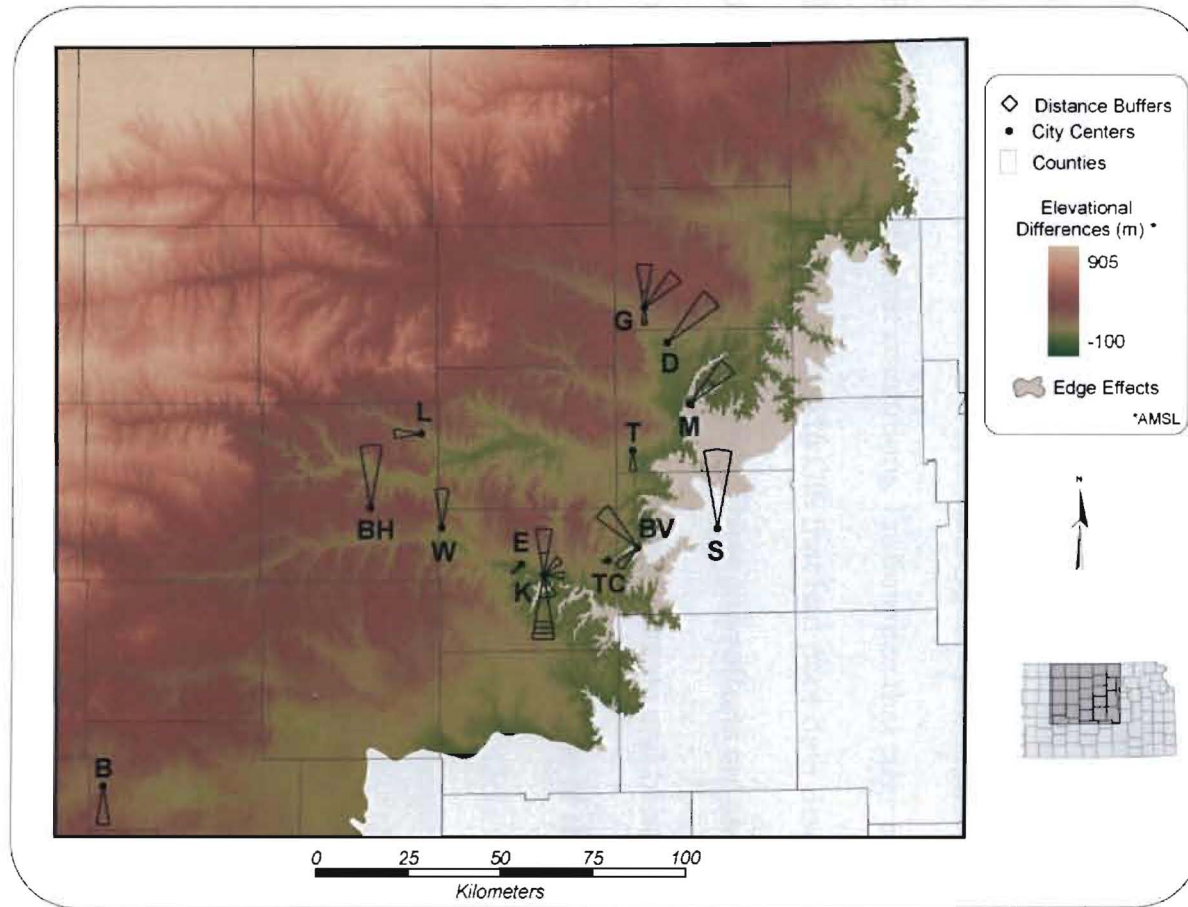 G
D
L
T
M
BH
W
E
BV
S
K
TC
B
0 25 50 75 100
Kilometers
Distance Buffers
City Centers
Counties
Elevational
Differences (m) *
905
-100
Edge Effects
*AMSL
N